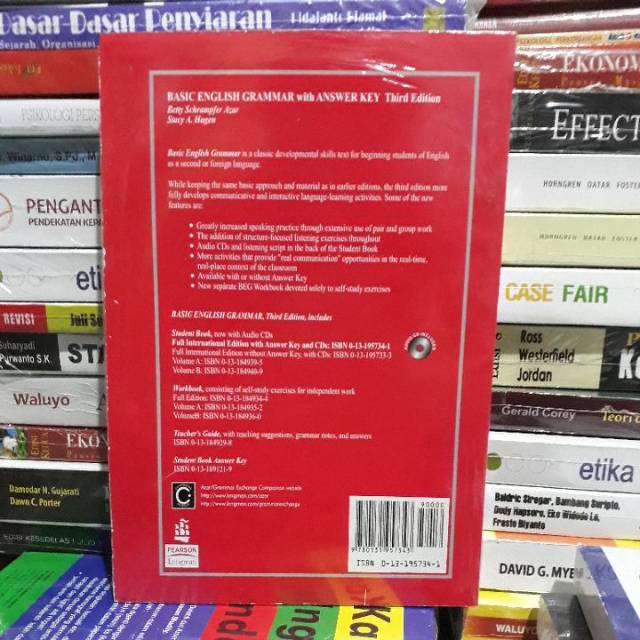 Dasar-Dasar Penyiaran
Sejarah, Organisasi
BASIC ENGLISH GRAMMAR with ANSWER KEY Third Edition
Betty Schrampfer Azar
Stacy A. Hagen
Basic English Grammar is a classic developmental skills text for beginning students of English
as a second or foreign language.
While keeping the same basic approach and material as in earlier editions, the third edition more
fully develops communicative and interactive language-learning activities. Some of the new
features are:
• Greatly increased speaking practice through extensive use of pair and group work
• The addition of structure-focused listening exercises throughout
• Audio CDs and listening script in the back of the Student Book
• More activities that provide "real communication" opportunities in the real-time,
real-place context of the classroom
• Available with or without Answer Key
• New separate BEG Workbook devoted solely to self-study exercises
BASIC ENGLISH GRAMMAR, Third Edition, includes
Student Book, now with Audio CDs
Full International Edition with Answer Key and CDs: ISBN 0-13-195734-1
Full International Edition without Answer Key, with CDs: ISBN 0-13-195733-3
Volume A: ISBN 0-13-184939-5
Volume B: ISBN 0-13-184940-9
Workbook, consisting of self-study exercises for independent work
Full Edition: ISBN 0-13-184934-4
Volume A: ISBN 0-13-184935-2
VolumeB: ISBN 0-13-184936-0
Teacher's Guide, with teaching suggestions, grammar notes, and answers
ISBN 0-13-184929-8
Student Book Answer Key
ISBN 0-13-189121-9
Azar/Grammar Exchange Companion website
http://www.longman.com/azar
http://www.longman.com/grammarexchange
PEARSON
Longman
90000
9780131957343
ISBN 0-13-195734-1
PSIKOLOGI PERS
Winarno, S.Pd., M
PENGANT
PENDEKATAN KEPA
eti
REVISI
Suharyadi
Purwanto S.K.
STA
Waluyo
A
EKO
Damodar N. Gujarati
Dawn C. Porter
EKONOM
EFFECT
HORNGREN DATAR FOSTER
HORNGREN DATAR FOSTER
CASE FAIR
Ross
Westerfield
Jordan
Gerald Corey
Teori
etika
Baldric Siregar, Bambang Suripto,
Dody Hapsoro, Eko Widodo Lo,
Frasto Biyanto
DAVID G. MYE
WALUY